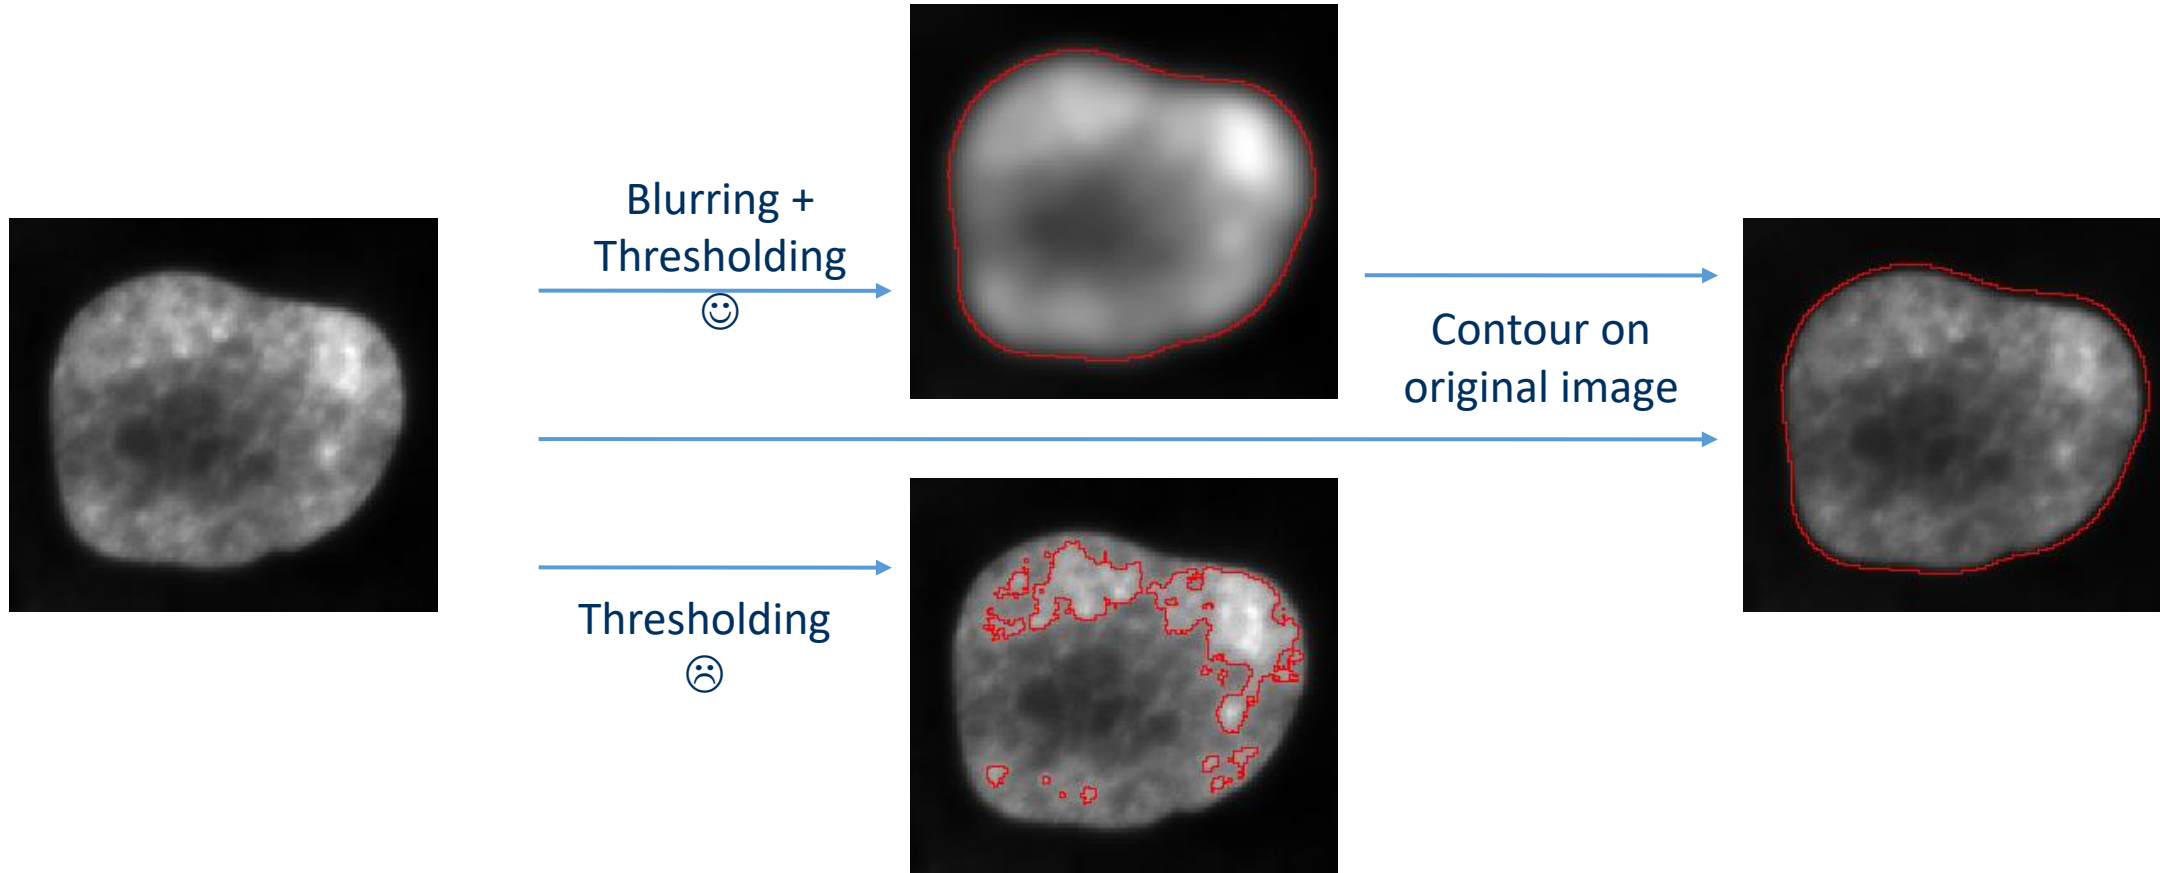 Blurring +
Thresholding
☺
Contour on
original image
Thresholding
☹